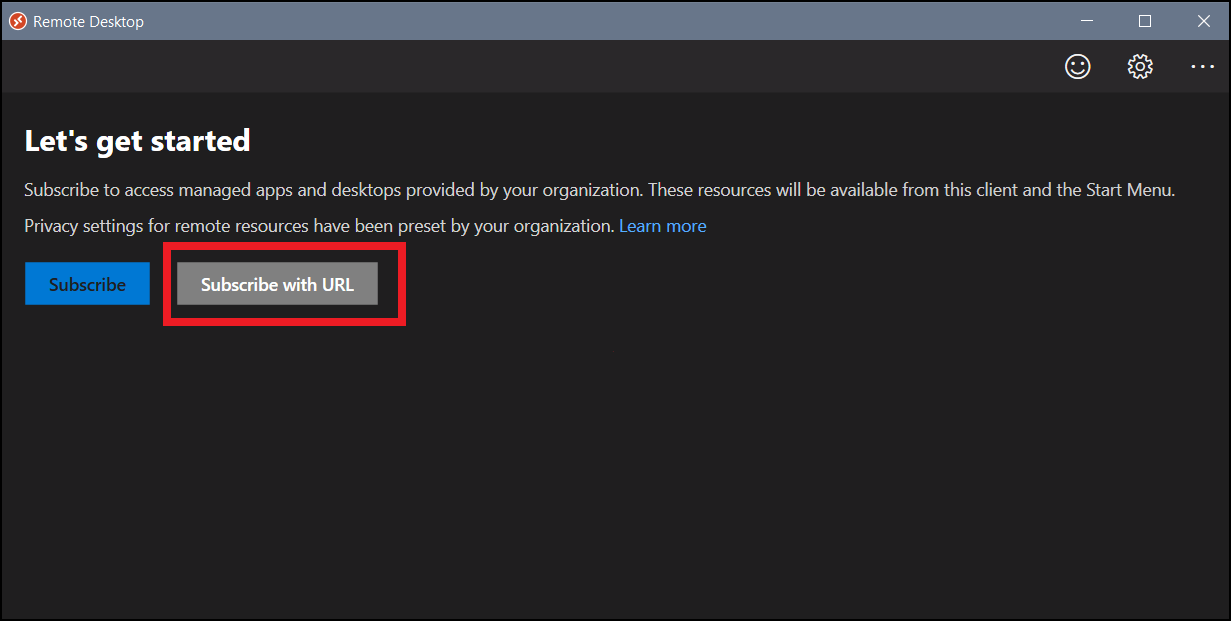 Remote Desktop
Let's get started
Subscribe to access managed apps and desktops provided by your organization. These resources will be available from this client and the Start Menu.
Privacy settings for remote resources have been preset by your organization. Learn more
Subscribe Subscribe with URL